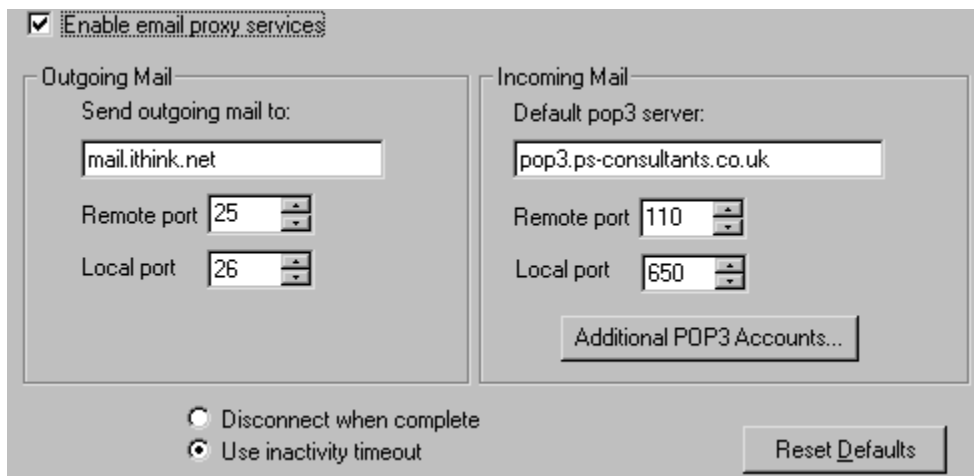 Enable email proxy services
Outgoing Mail
Send outgoing mail to:
mail.ithink.net
Remote port 25
Local port 26
Incoming Mail
Default pop3 server:
pop3.ps-consultants.co.uk
Remote port 110
Local port 650
Additional POP3 Accounts...
Disconnect when complete
Use inactivity timeout
Reset Defaults